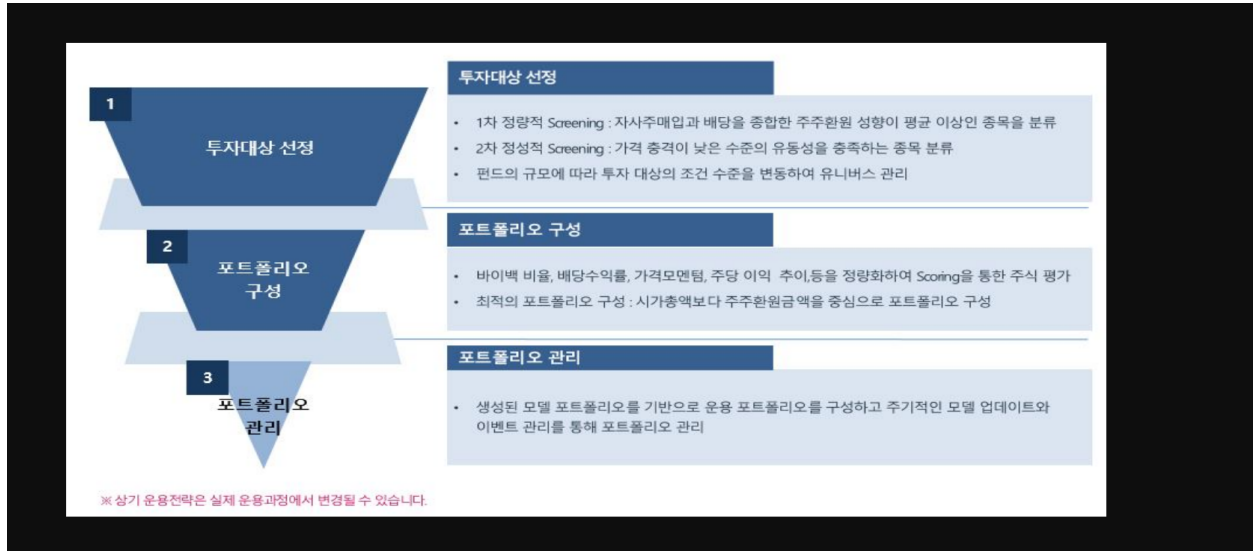 1
투자대상 선정
투자대상 선정
• 1차 정량적 Screening : 자사주매입과 배당을 종합한 주주환원 성향이 평균 이상인 종목을 분류
• 2차 정성적 Screening : 가격 충격이 낮은 수준의 유동성을 충족하는 종목 분류
• 펀드의 규모에 따라 투자 대상의 조건 수준을 변동하여 유니버스 관리
2
포트폴리오
구성
포트폴리오 구성
• 바이백 비율, 배당수익률, 가격모멘텀, 주당 이익 추이,등을 정량화하여 Scoring을 통한 주식 평가
• 최적의 포트폴리오 구성 : 시가총액보다 주주환원금액을 중심으로 포트폴리오 구성
3
포트폴리오
관리
포트폴리오 관리
• 생성된 모델 포트폴리오를 기반으로 운용 포트폴리오를 구성하고 주기적인 모델 업데이트와
이벤트 관리를 통해 포트폴리오 관리
※ 상기 운용전략은 실제 운용과정에서 변경될 수 있습니다.